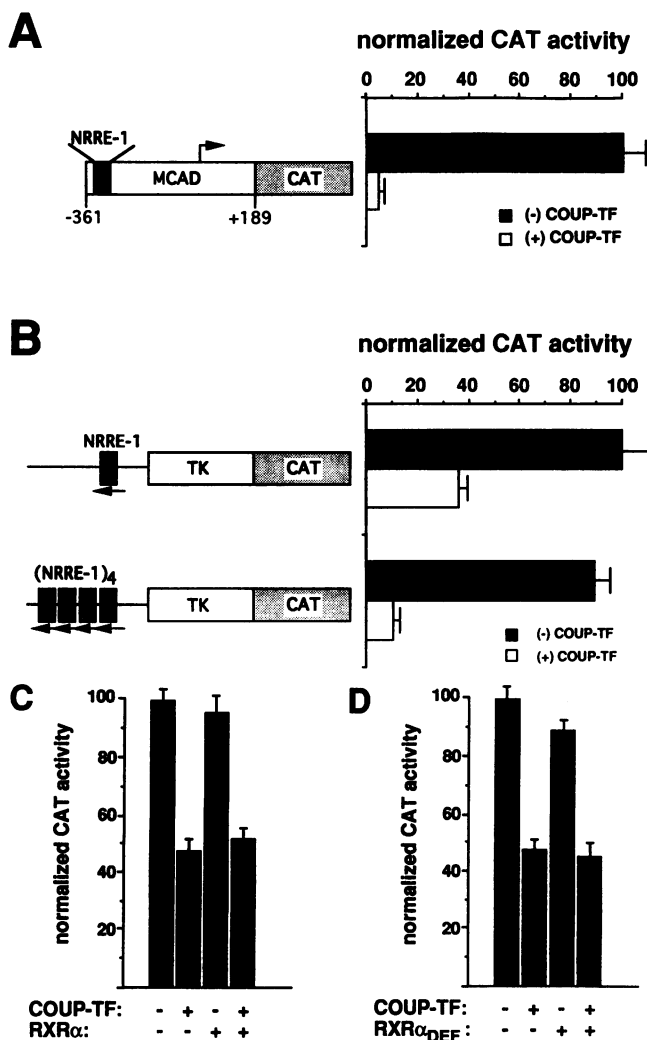 A
normalized CAT activity
0 20 40 60 80 100
NRRE-1
MCAD CAT
-361 +189
(-) COUP-TF
(+) COUP-TF
B
normalized CAT activity
0 20 40 60 80 100
NRRE-1
TK CAT
(NRRE-1)4
TK CAT
(-) COUP-TF
(+) COUP-TF
C
normalized CAT activity
100
80
60
40
20
COUP-TF: - + - +
RXRα: - - + +
D
normalized CAT activity
100
80
60
40
20
COUP-TF: - + - +
RXRαDEF : - - + +